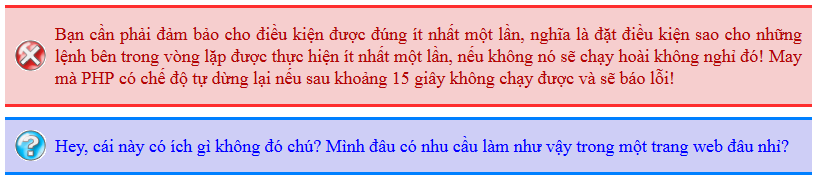 Bạn cần phải đảm bảo cho điều kiện được đúng ít nhất một lần, nghĩa là đặt điều kiện sao cho những
lệnh bên trong vòng lặp được thực hiện ít nhất một lần, nếu không nó sẽ chạy hoài không nghỉ đó! May
mà PHP có chế độ tự dừng lại nếu sau khoảng 15 giây không chạy được và sẽ báo lỗi!
Hey, cái này có ích gì không đó chú? Mình đâu có nhu cầu làm như vậy trong một trang web đâu nhỉ?